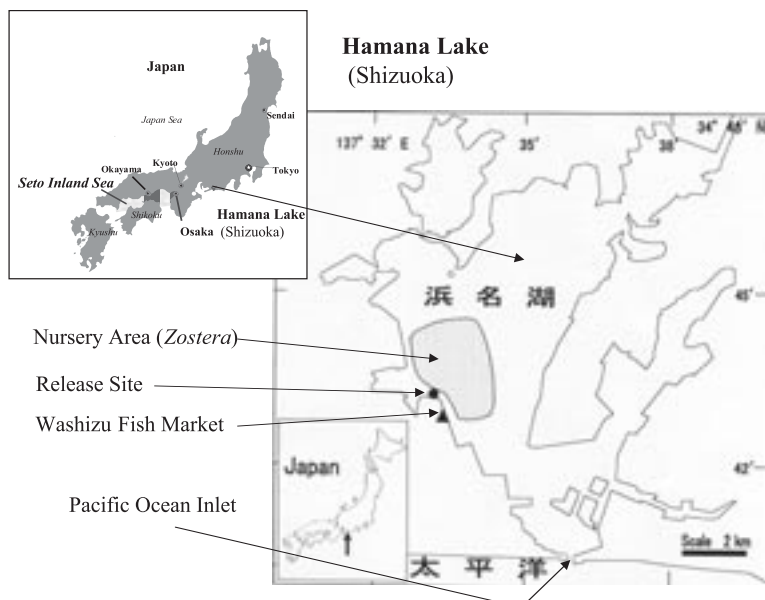 Hamana Lake
(Shizuoka)
Japan
Japan Sea
Sendai
Honshu
Kyoto
Okayama
Tokyo
Seto Inland Sea
Shikoku
Hamana Lake
(Shizuoka)
Kyushu
Osaka
137° 32′ E
35′
38′
34° 48′ N
浜名湖
45′
Nursery Area (Zostera)
Release Site
Washizu Fish Market
Japan
42′
Pacific Ocean Inlet
Scale 2 km
太平洋